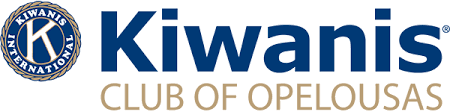 KIWANIS
K
INTERNATIONAL
Kiwanis®
CLUB OF OPELOUSAS